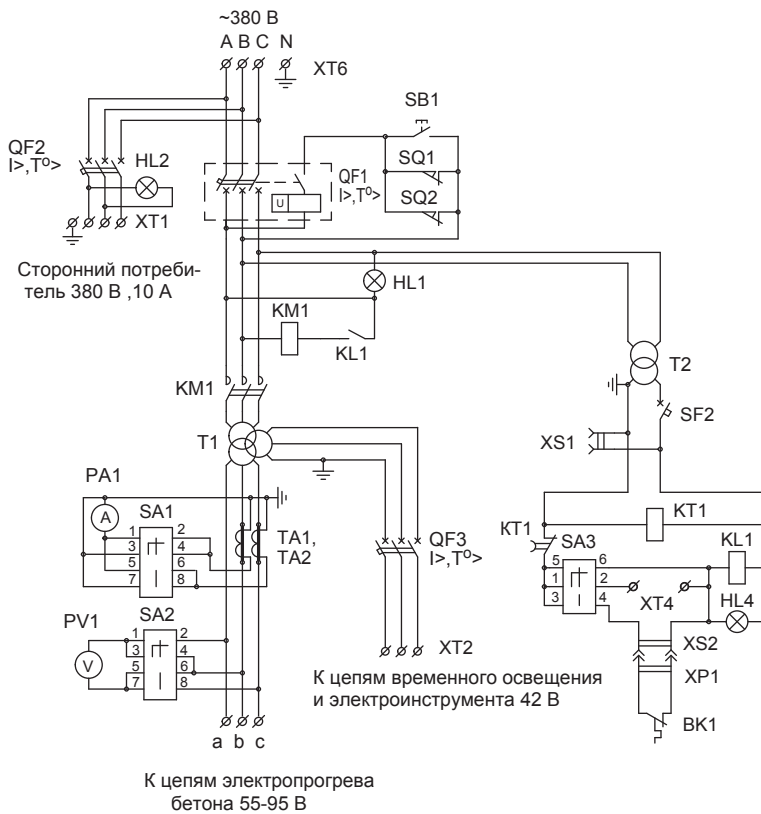 ~380 В
A B C N
XT6
SB1
QF2
I>,T⁰>
HL2
QF1
I>,T⁰>
SQ1
SQ2
U
XT1
Сторонний потреби-
тель 380 В ,10 А
HL1
KM1
KL1
T2
KM1
SF2
T1
XS1
PA1
A
SA1
1 2
3 4
5 6
7 8
TA1,
TA2
QF3
I>,T⁰>
KT1
KT1
SA3
5 6
1 2
3 4
KL1
XT4
HL4
PV1
V
SA2
1 2
3 4
5 6
7 8
XT2
XS2
XP1
К цепям временного освещения
и электроинструмента 42 В
BK1
a b c
К цепям электропрогрева
бетона 55-95 В